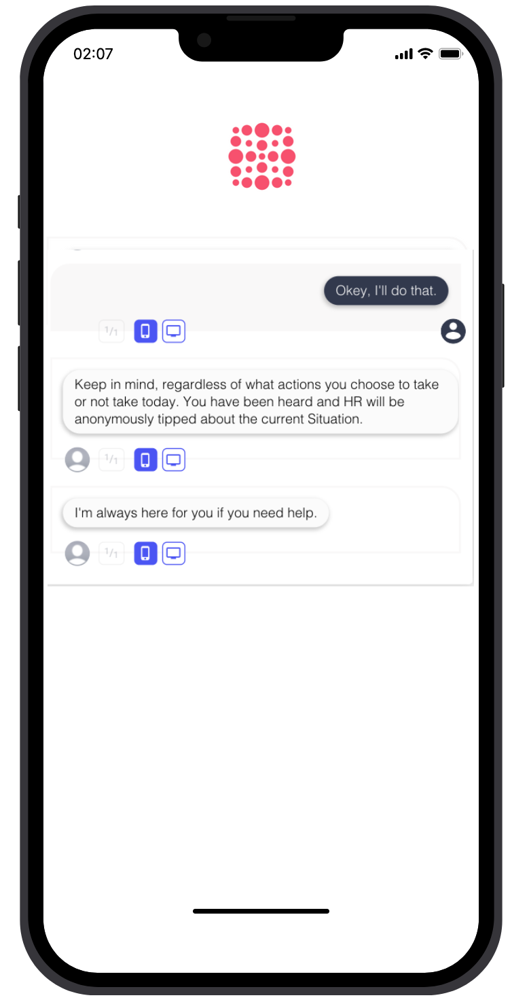 02:07
Okey, I'll do that.
1/1
Keep in mind, regardless of what actions you choose to take
or not take today. You have been heard and HR will be
anonymously tipped about the current Situation.
1/1
I'm always here for you if you need help.
1/1